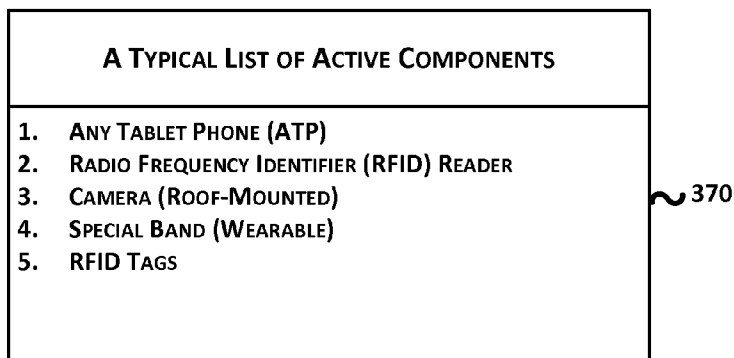 A Typical List of Active Components
1. Any Tablet Phone (ATP)
2. Radio Frequency Identifier (RFID) Reader
3. Camera (Roof-Mounted)
4. Special Band (Wearable)
5. RFID Tags
370